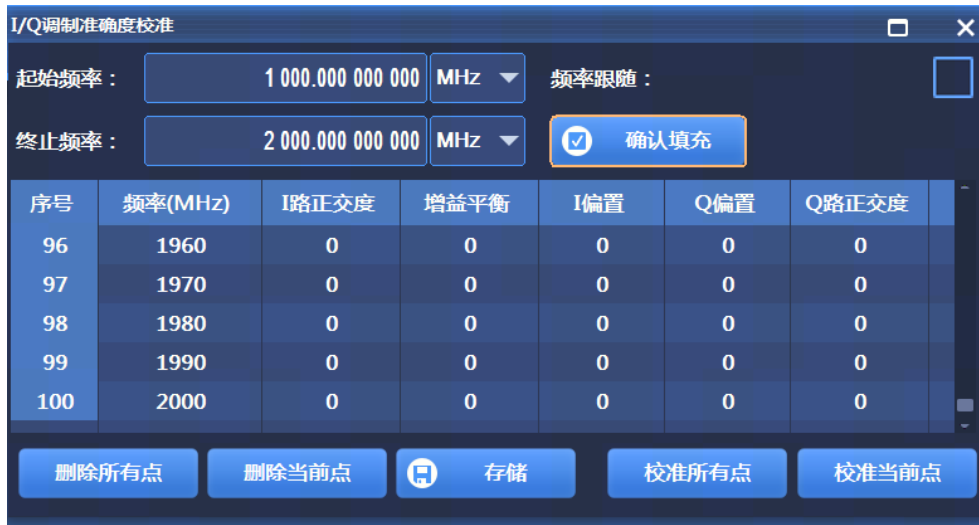 I/Q调制准确度校准
起始频率： 1 000.000 000 000 MHz 频率跟随：
终止频率： 2 000.000 000 000 MHz 确认填充
序号 频率(MHz) I路正交度 增益平衡 I偏置 Q偏置 Q路正交度
96 1960 0 0 0 0 0
97 1970 0 0 0 0 0
98 1980 0 0 0 0 0
99 1990 0 0 0 0 0
100 2000 0 0 0 0 0
删除所有点 删除当前点 存储 校准所有点 校准当前点